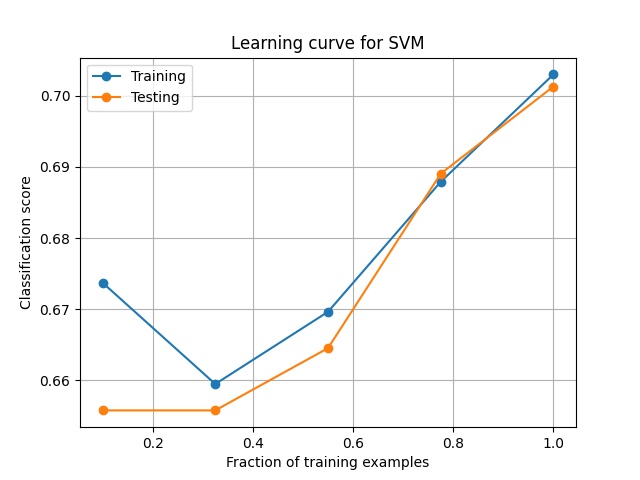 Learning curve for SVM
Training
Testing
Classification score
0.70
0.69
0.68
0.67
0.66
0.2 0.4 0.6 0.8 1.0
Fraction of training examples